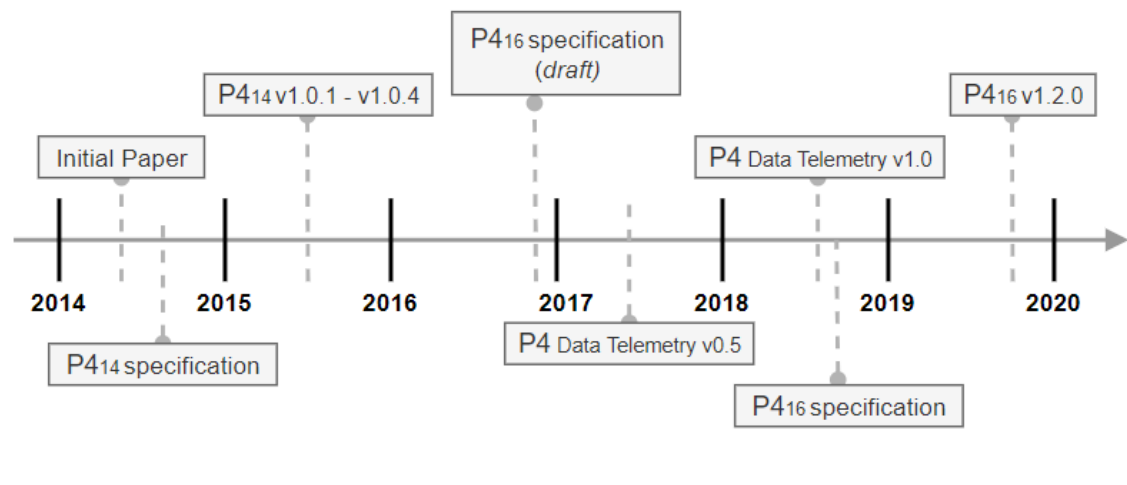 P416 specification
(draft)
P414 v1.0.1 - v1.0.4
P416 v1.2.0
Initial Paper
P4 Data Telemetry v1.0
2014
2015
2016
2017
2018
2019
2020
P4 Data Telemetry v0.5
P414 specification
P416 specification